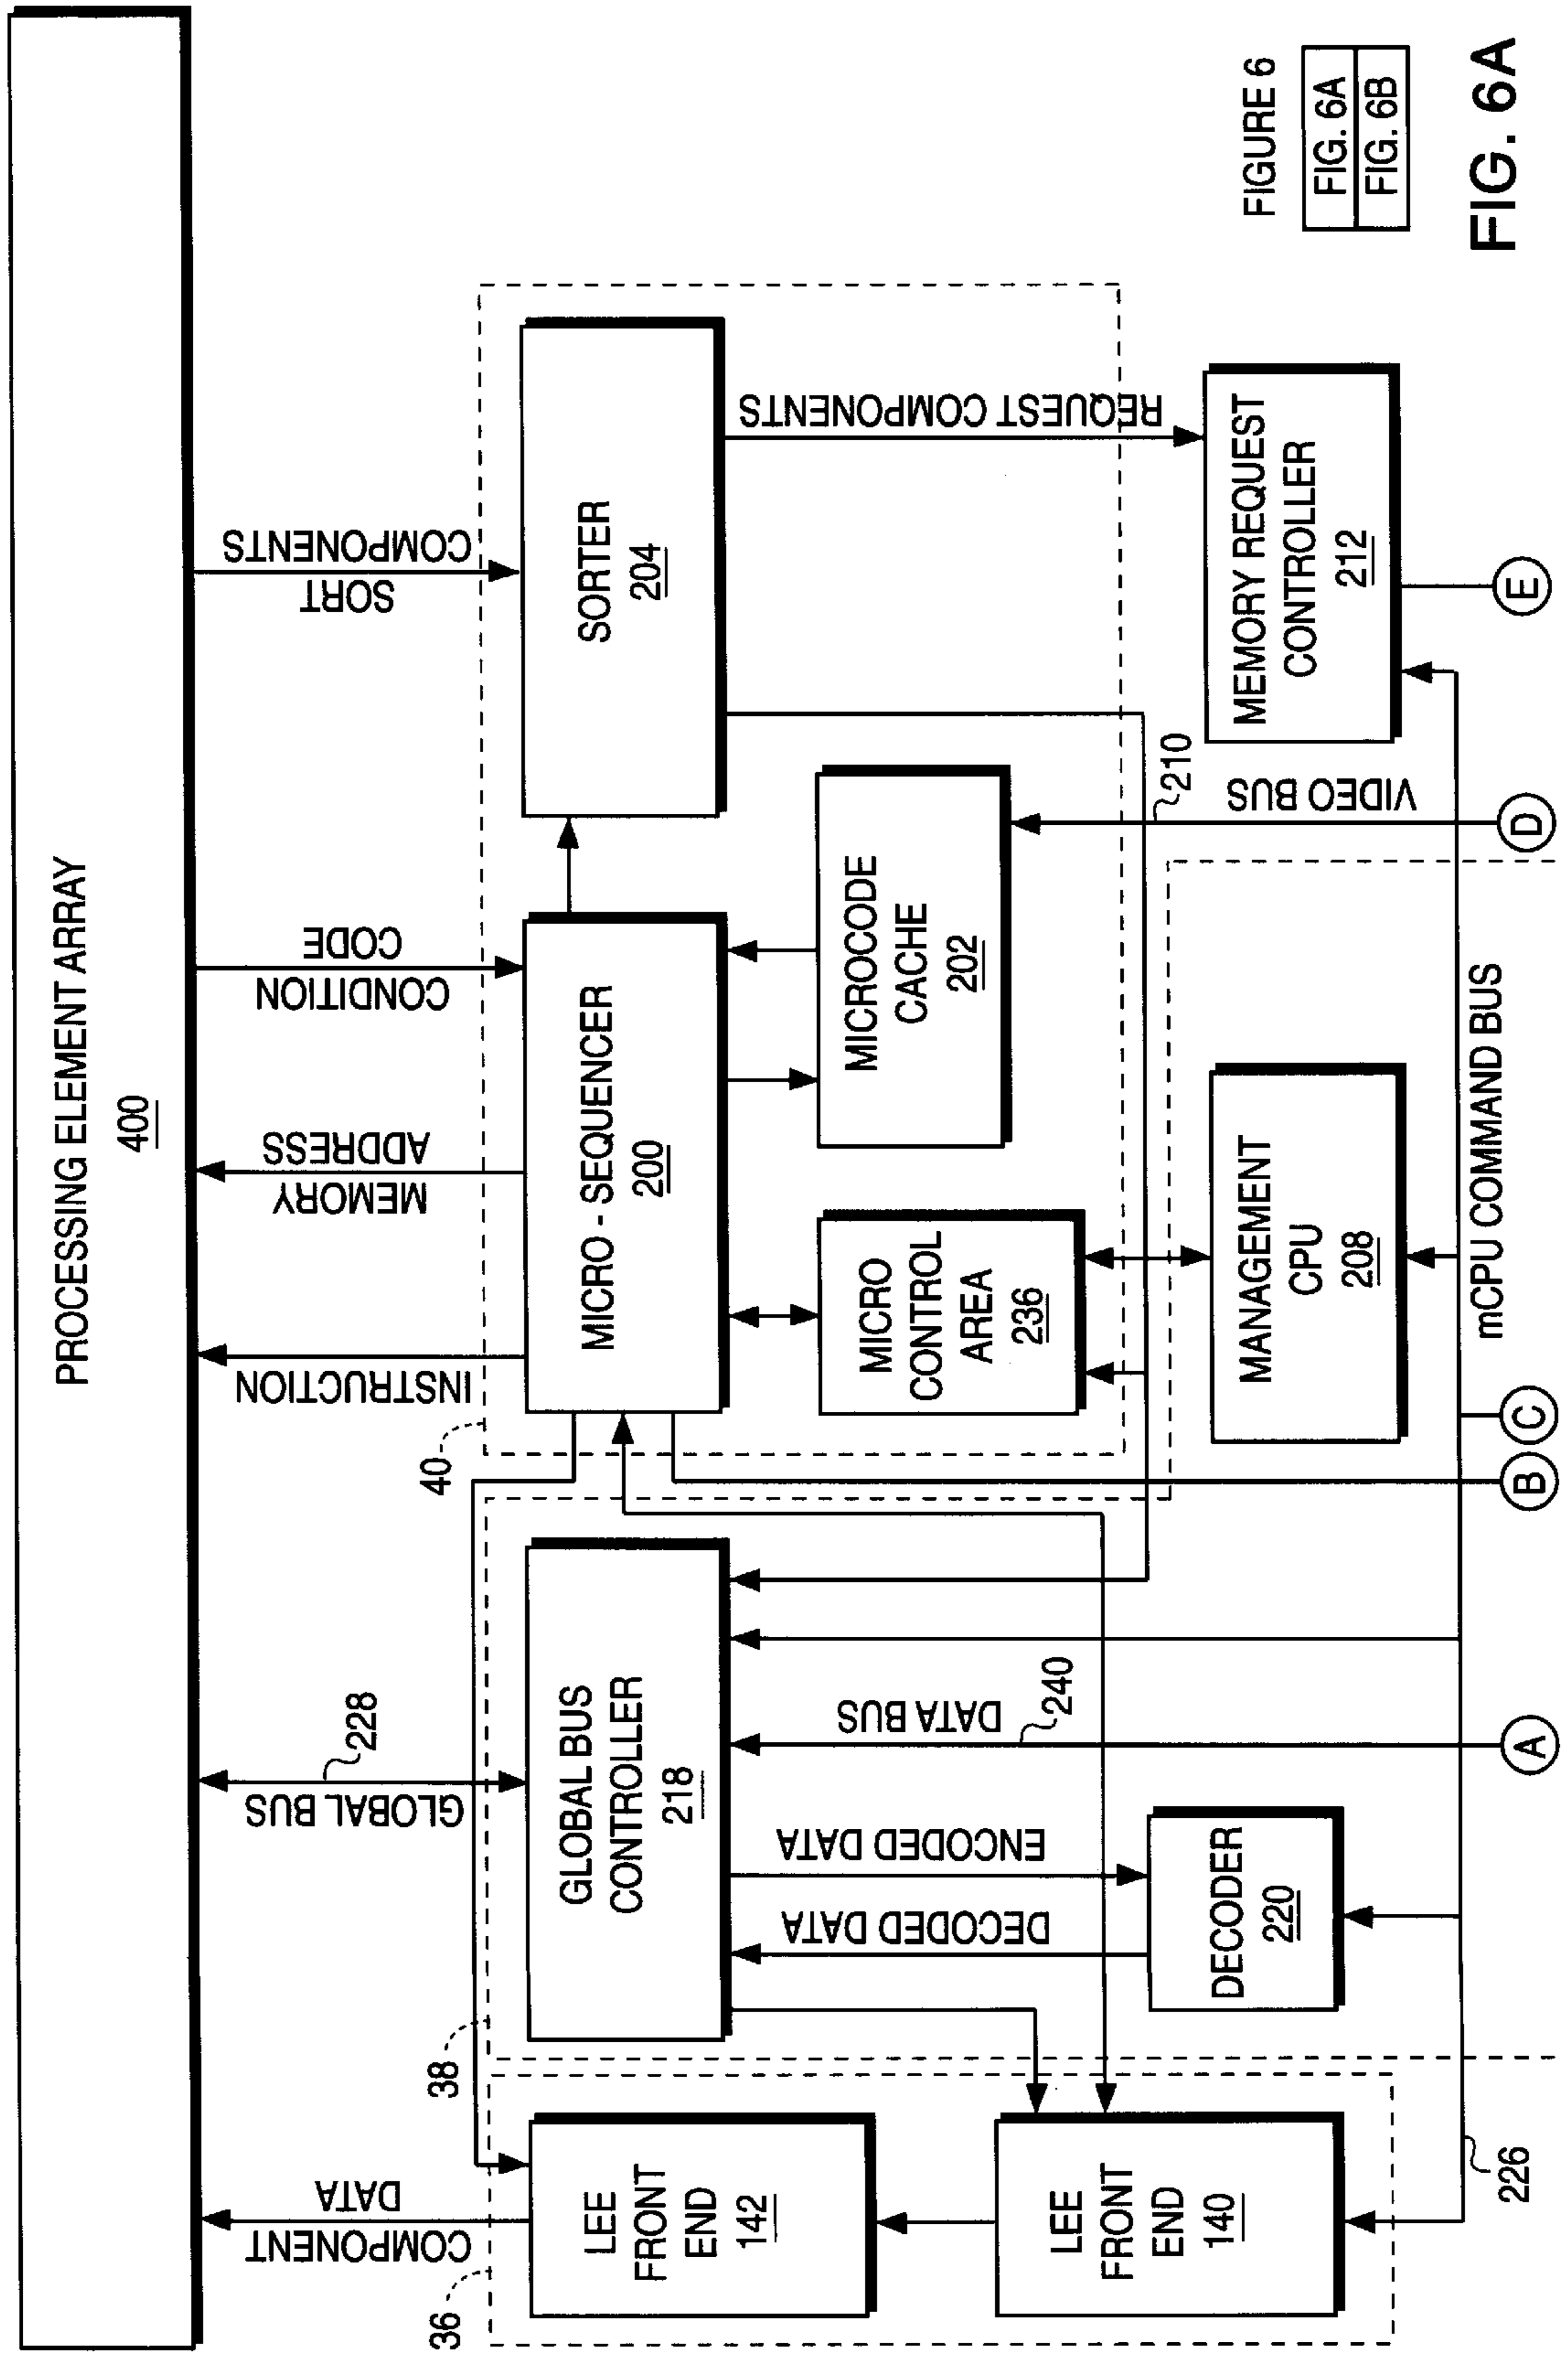 PROCESSING ELEMENT ARRAY
400
COMPONENT
DATA
GLOBAL BUS
228
INSTRUCTION
MEMORY
ADDRESS
CONDITION
CODE
SORT
COMPONENTS
36
38
40
LEE
FRONT
END
142
GLOBAL BUS
CONTROLLER
218
MICRO - SEQUENCER
200
SORTER
204
LEE
FRONT
END
140
DECODED DATA
ENCODED DATA
DATA BUS
240
DECODER
220
MICRO
CONTROL
AREA
236
MICROCODE
CACHE
202
REQUEST COMPONENTS
MANAGEMENT
CPU
208
210
VIDEO BUS
MEMORY REQUEST
CONTROLLER
212
226
mCPU COMMAND BUS
A
B
C
D
E
FIGURE 6
FIG. 6A
FIG. 6B
FIG. 6A